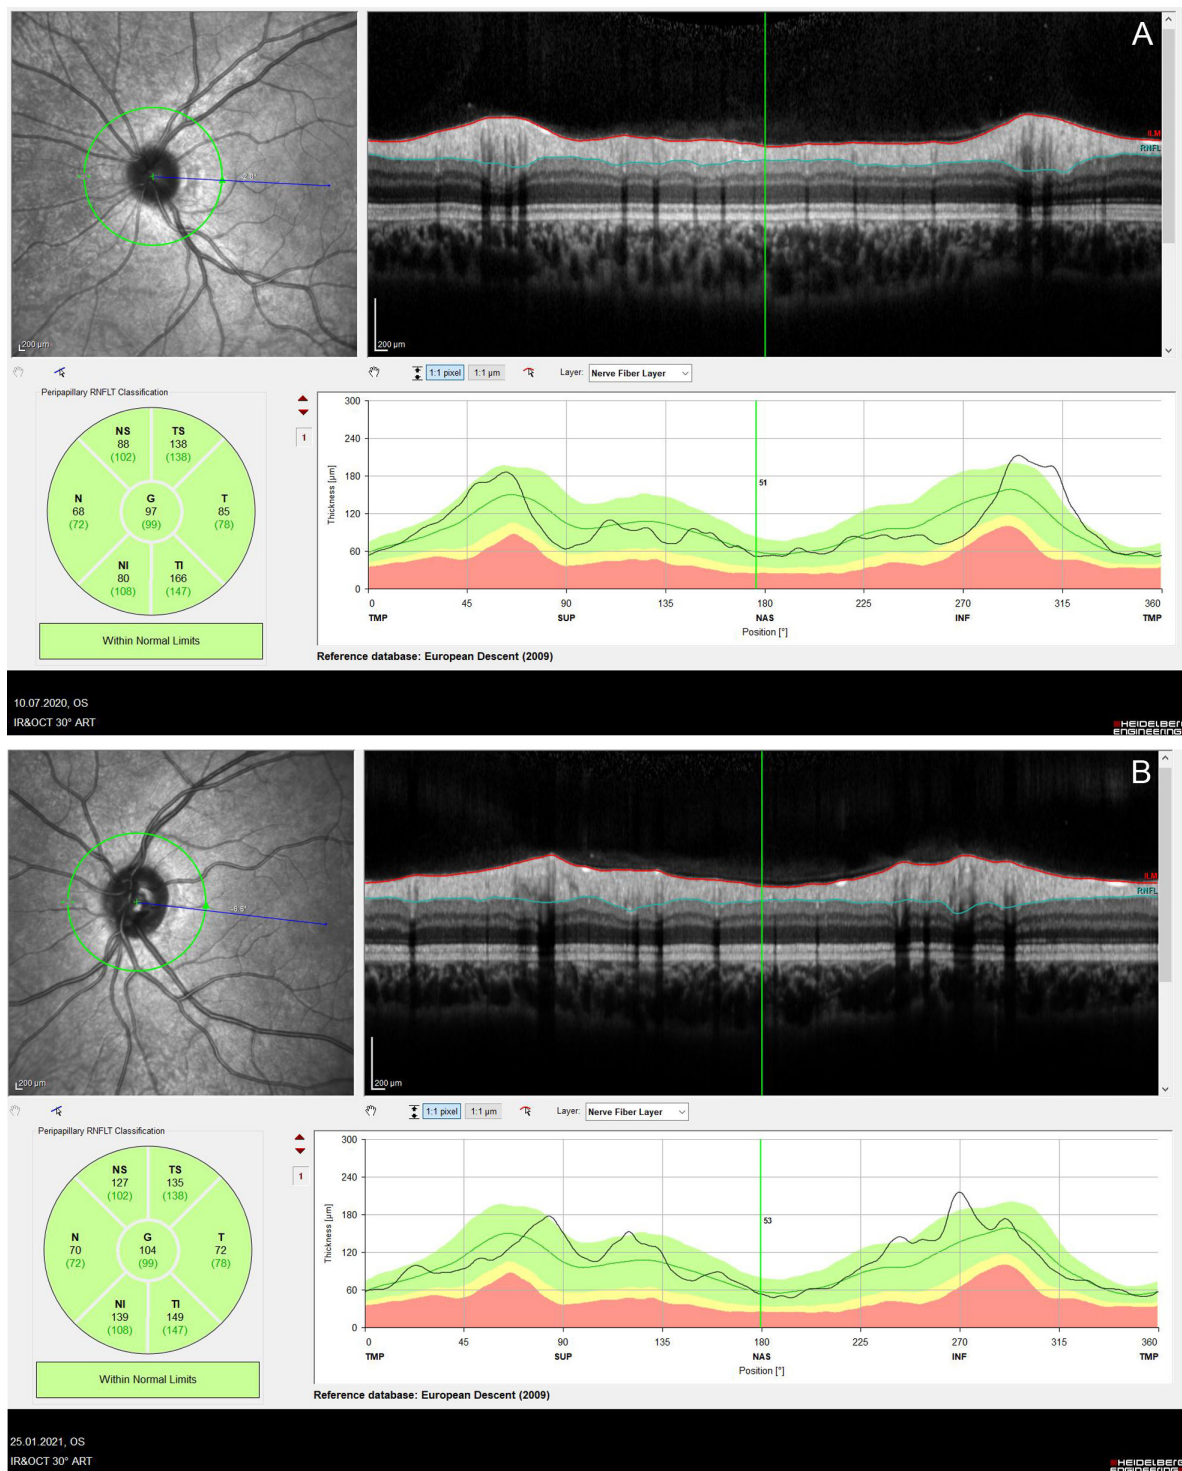 A
ILM
RNFL
200 µm
200 µm
1:1 pixel 1:1 µm Layer: Nerve Fiber Layer
Peripapillary RNFLT Classification
NS
88
(102)
TS
138
(138)
N
68
(72)
G
97
(99)
T
85
(78)
NI
80
(108)
TI
166
(147)
Within Normal Limits
1
Thickness [µm]
300
240
180
120
60
0
51
0 45 90 135 180 225 270 315 360
TMP SUP NAS INF TMP
Position [°]
Reference database: European Descent (2009)
10.07.2020, OS
IR&OCT 30° ART
HEIDELBERG
ENGINEERING
B
-6.6°
ILM
RNFL
200 µm
200 µm
1:1 pixel 1:1 µm Layer: Nerve Fiber Layer
Peripapillary RNFLT Classification
NS
127
(102)
TS
135
(138)
N
70
(72)
G
104
(99)
T
72
(78)
NI
139
(108)
TI
149
(147)
Within Normal Limits
1
Thickness [µm]
300
240
180
120
60
0
53
0 45 90 135 180 225 270 315 360
TMP SUP NAS INF TMP
Position [°]
Reference database: European Descent (2009)
25.01.2021, OS
IR&OCT 30° ART
HEIDELBERG
ENGINEERING